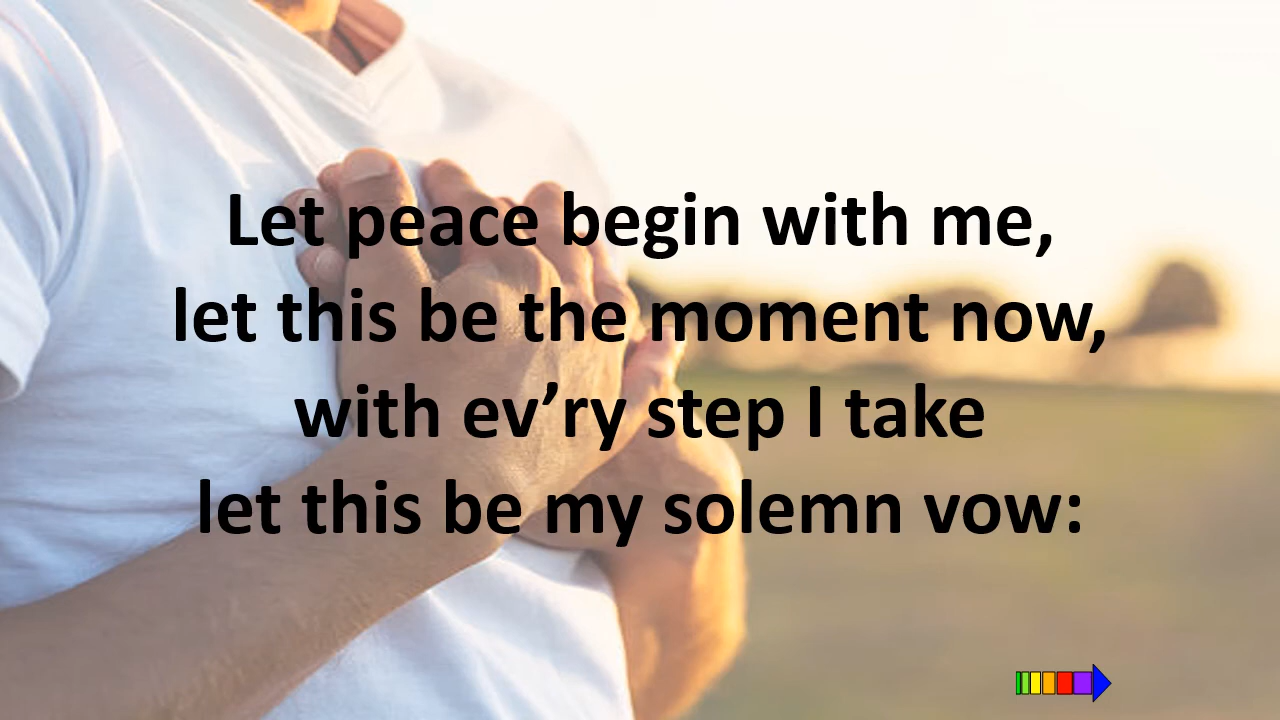 Let peace begin with me,
let this be the moment now,
with ev’ry step I take
let this be my solemn vow: